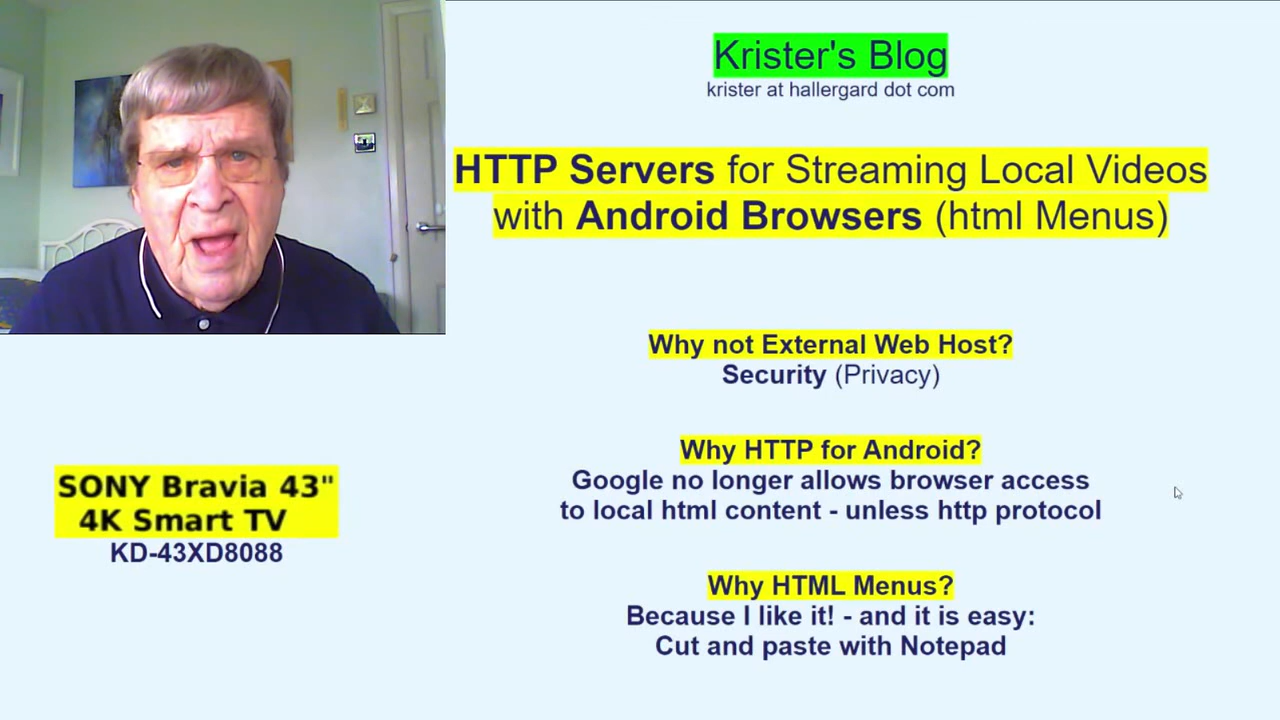 Krister's Blog
krister at hallergard dot com
HTTP Servers for Streaming Local Videos
with Android Browsers (html Menus)
Why not External Web Host?
Security (Privacy)
Why HTTP for Android?
Google no longer allows browser access
to local html content - unless http protocol
Why HTML Menus?
Because I like it! - and it is easy:
Cut and paste with Notepad
SONY Bravia 43"
4K Smart TV
KD-43XD8088